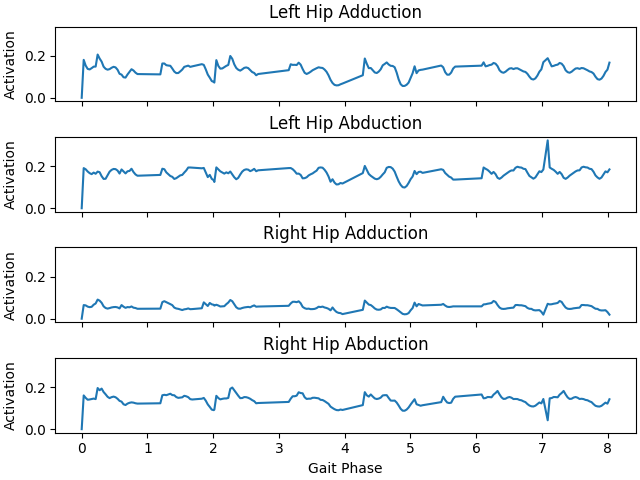 Left Hip Adduction
Activation
0.2
0.0
Left Hip Abduction
Activation
0.2
0.0
Right Hip Adduction
Activation
0.2
0.0
Right Hip Abduction
Activation
0.2
0.0
0 1 2 3 4 5 6 7 8
Gait Phase